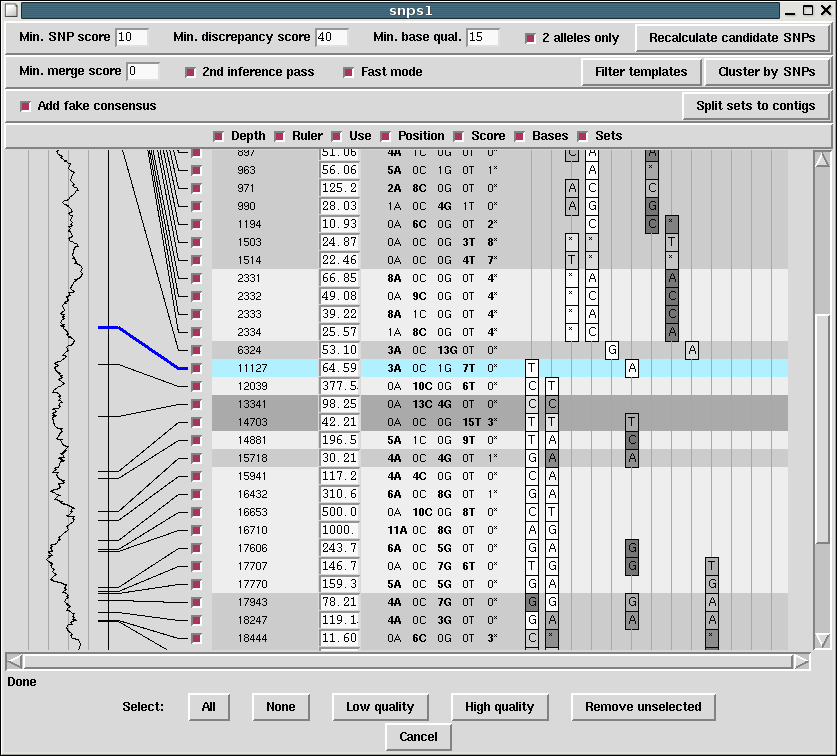 snps1
Min. SNP score 10 Min. discrepancy score 40 Min. base qual. 15 2 alleles only Recalculate candidate SNPs
Min. merge score 0 2nd inference pass Fast mode Filter templates Cluster by SNPs
Add fake consensus Split sets to contigs
Depth Ruler Use Position Score Bases Sets
897 51.06 4A 1C 0G 0T 0* C A A
963 56.06 5A 0C 1G 0T 1* A *
971 125.2 2A 8C 0G 0T 0* A C C
990 28.03 1A 0C 4G 1T 0* A G G
1194 10.93 0A 6C 0G 0T 2* C C *
1503 24.87 0A 0C 0G 3T 8* * * T
1514 22.46 0A 0C 0G 4T 7* T * *
2331 66.85 8A 0C 0G 0T 4* * A A
2332 49.08 0A 9C 0G 0T 4* * C C
2333 39.22 8A 1C 0G 0T 4* * A C
2334 25.57 1A 8C 0G 0T 4* * C A
6324 53.10 3A 0C 13G 0T 0* G A
11127 64.59 3A 0C 1G 7T 0* T A
12039 377.5 0A 10C 0G 6T 0* C T
13341 98.25 0A 13C 4G 0T 0* T C
14703 42.21 0A 0C 0G 15T 3* T T T
14881 196.5 5A 1C 0G 9T 0* T A C
15718 30.21 4A 0C 4G 0T 1* G A A
15941 117.2 4A 4C 0G 0T 0* C A
16432 310.6 6A 0C 8G 0T 1* G A
16653 500.0 0A 10C 0G 8T 0* C T
16710 1000. 11A 0C 8G 0T 0* A G
17606 243.7 6A 0C 5G 0T 0* G A G
17707 146.7 0A 0C 7G 6T 0* T G G T
17770 159.3 5A 0C 5G 0T 0* G A G
17943 78.21 4A 0C 7G 0T 0* G G G A
18247 119.1 4A 0C 3G 0T 0* G A A A
18444 11.60 0A 6C 0G 0T 3* C * *
Done
Select: All None Low quality High quality Remove unselected
Cancel